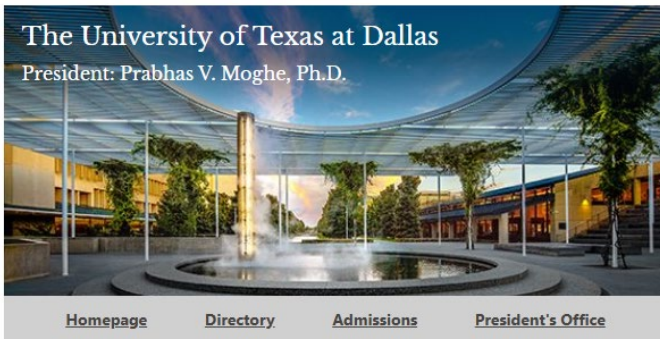 The University of Texas at Dallas
President: Prabhas V. Moghe, Ph.D.
Homepage Directory Admissions President's Office